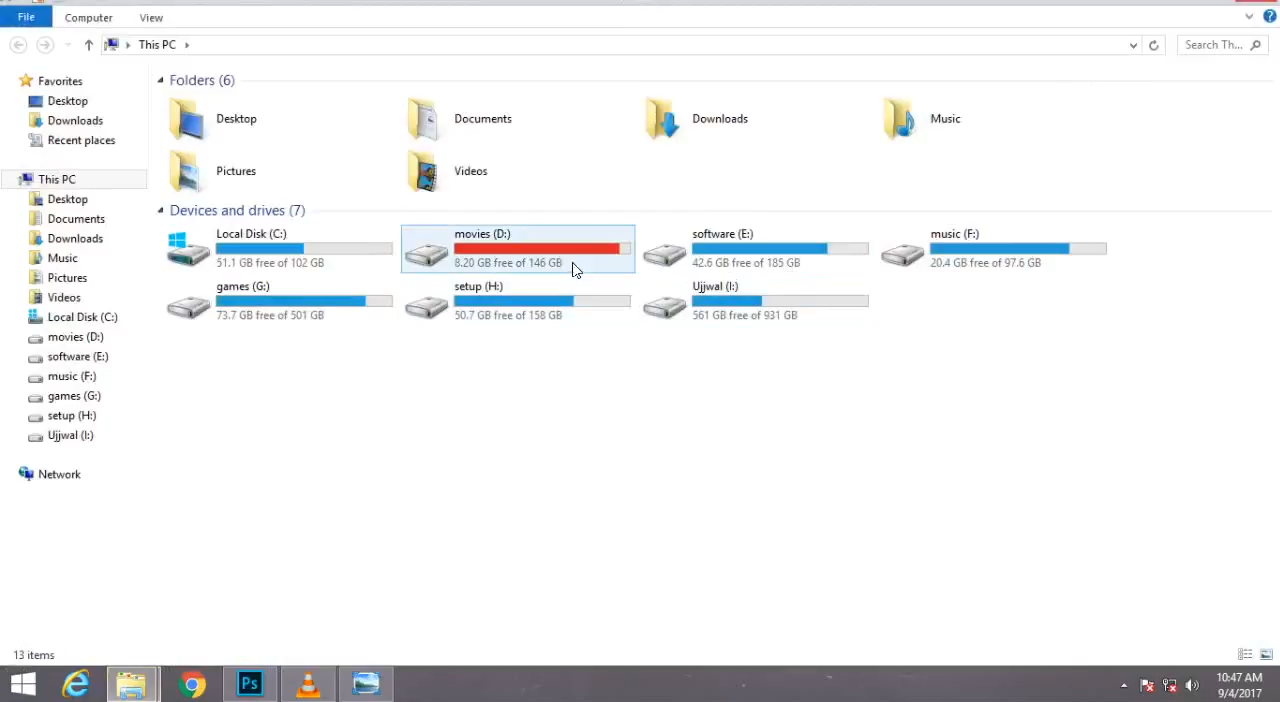 File Computer View
This PC
Search Th...
Favorites
Desktop
Downloads
Recent places
This PC
Desktop
Documents
Downloads
Music
Pictures
Videos
Local Disk (C:)
movies (D:)
software (E:)
music (F:)
games (G:)
setup (H:)
Ujjwal (I:)
Network
Folders (6)
Desktop Documents Downloads Music
Pictures Videos
Devices and drives (7)
Local Disk (C:) movies (D:) software (E:) music (F:)
51.1 GB free of 102 GB 8.20 GB free of 146 GB 42.6 GB free of 185 GB 20.4 GB free of 97.6 GB
games (G:) setup (H:) Ujjwal (I:)
73.7 GB free of 501 GB 50.7 GB free of 158 GB 561 GB free of 931 GB
13 items
Ps
10:47 AM
9/4/2017